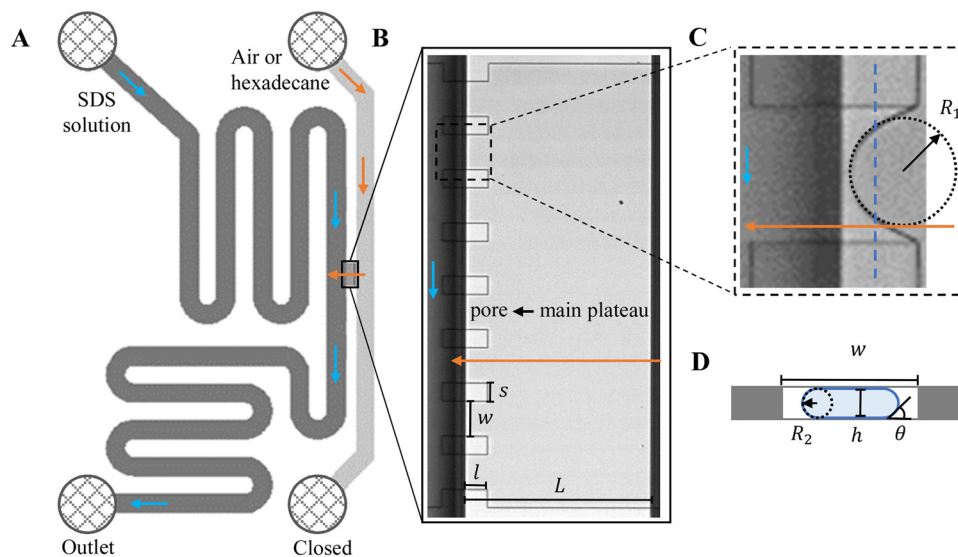 A
SDS
solution
Air or
hexadecane
Outlet
Closed
B
pore
main plateau
s
w
l
L
C
R₁
D
w
R₂
h
θ